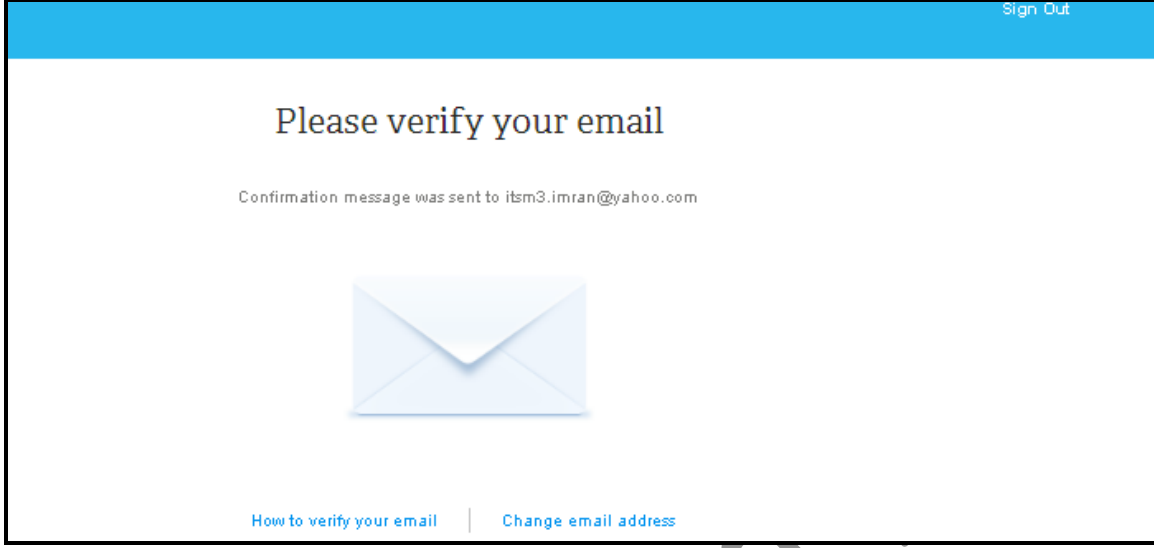 Sign Out
Please verify your email
Confirmation message was sent to itsm3.imran@yahoo.com
How to verify your email
Change email address